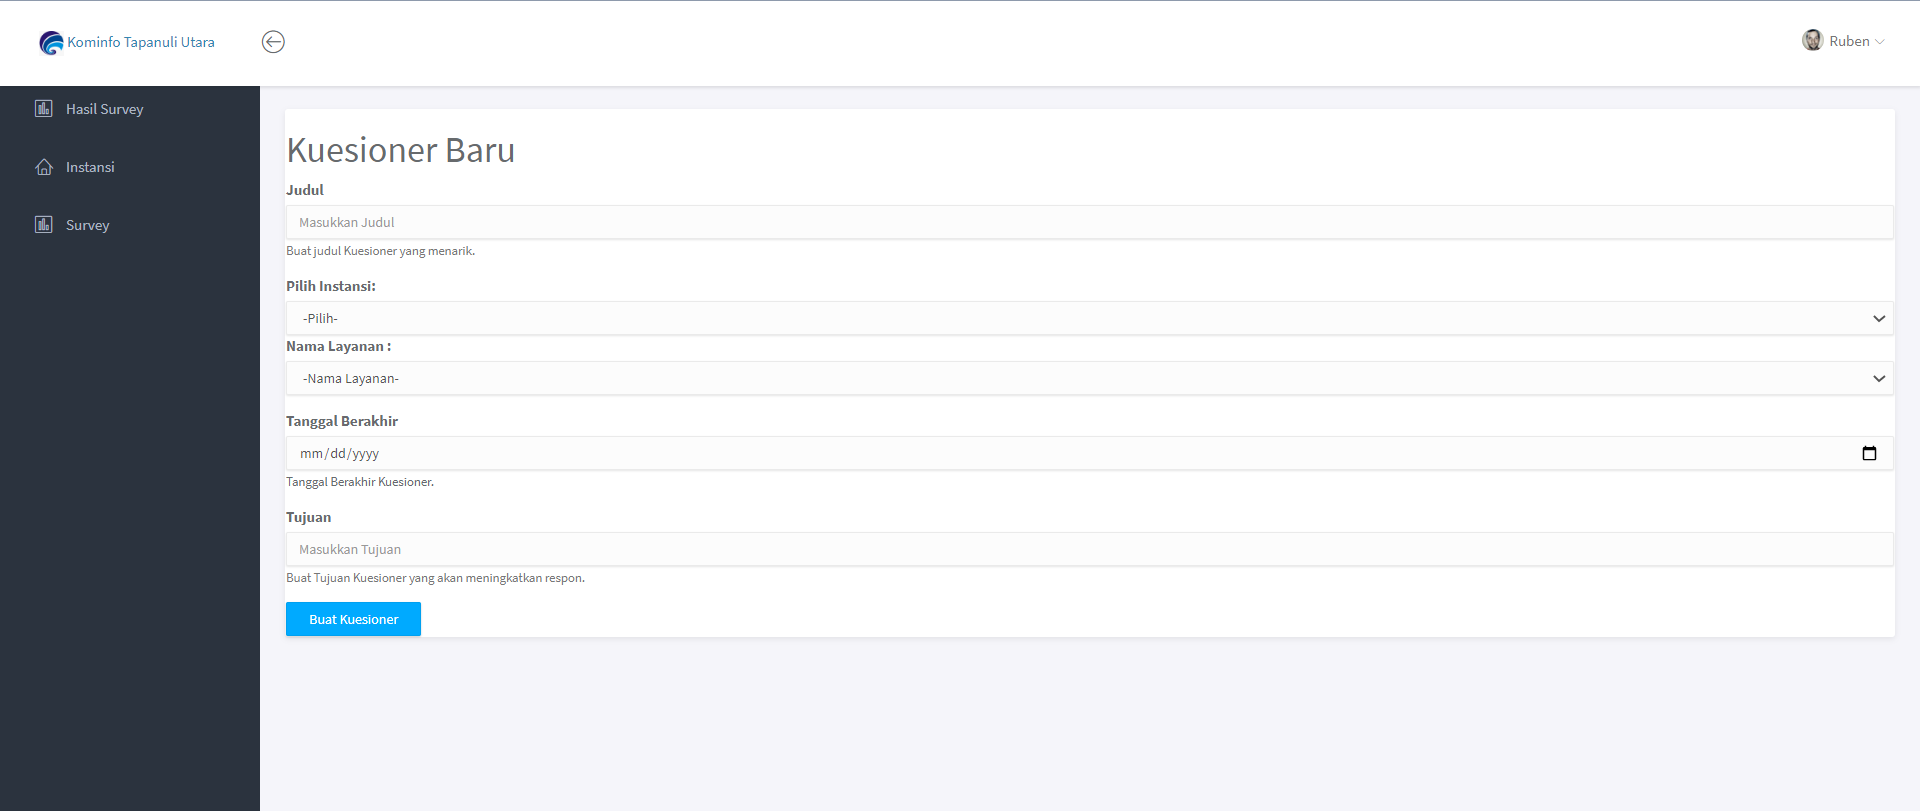 Kominfo Tapanuli Utara
Ruben
Hasil Survey
Instansi
Survey
Kuesioner Baru
Judul
Masukkan Judul
Buat judul Kuesioner yang menarik.
Pilih Instansi:
-Pilih-
Nama Layanan :
-Nama Layanan-
Tanggal Berakhir
mm/dd/yyyy
Tanggal Berakhir Kuesioner.
Tujuan
Masukkan Tujuan
Buat Tujuan Kuesioner yang akan meningkatkan respon.
Buat Kuesioner